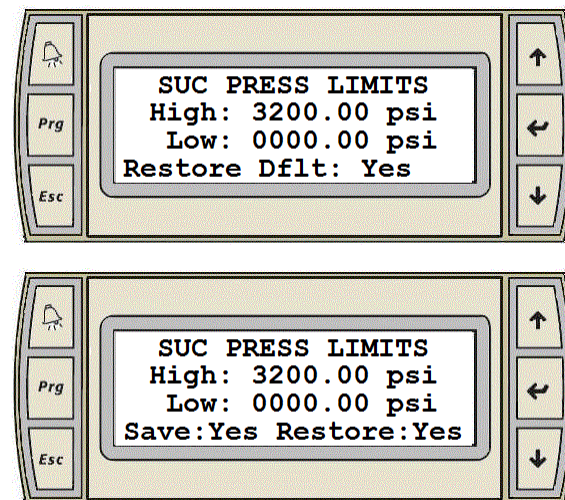 SUC PRESS LIMITS
High: 3200.00 psi
Low: 0000.00 psi
Restore Dflt: Yes
Prg
Esc
SUC PRESS LIMITS
High: 3200.00 psi
Low: 0000.00 psi
Save:Yes Restore:Yes
Prg
Esc